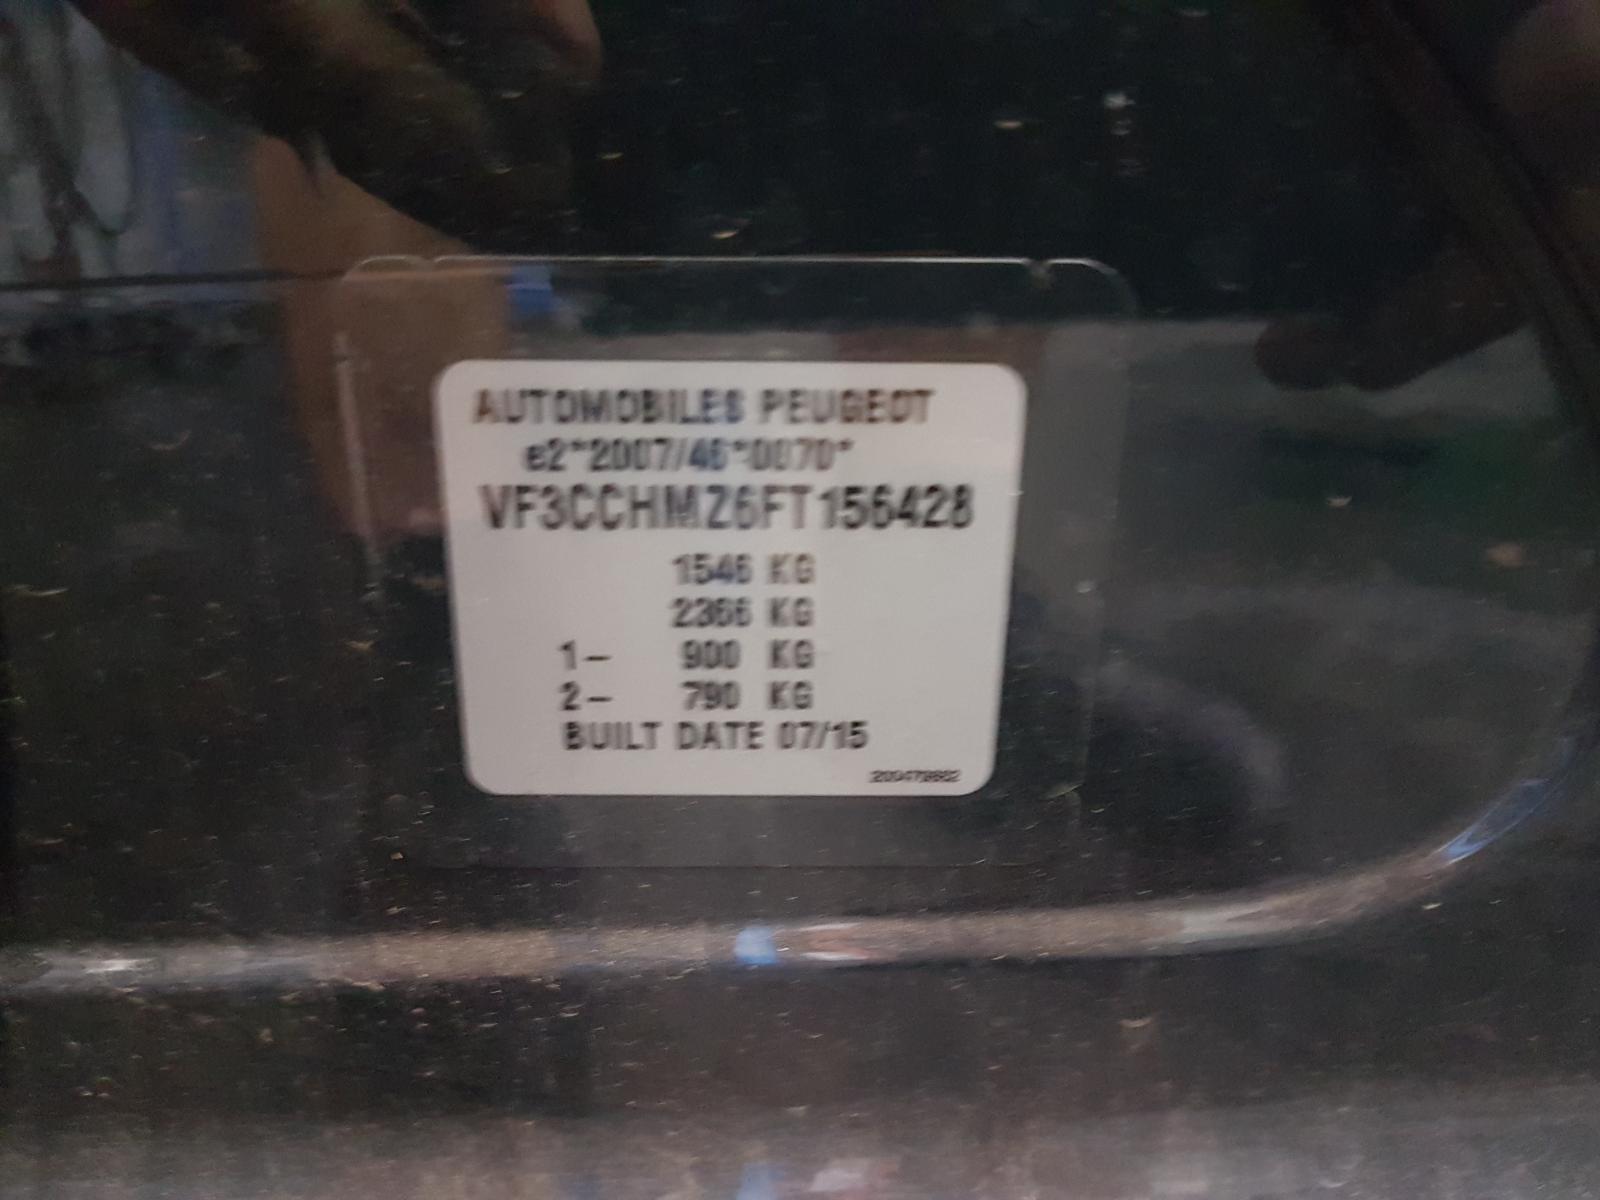 AUTOMOBILES PEUGEOT
e2*2007/46*0070*
VF3CCHMZ6FT156428
1546 KG
2366 KG
1- 900 KG
2- 790 KG
BUILT DATE 07/15